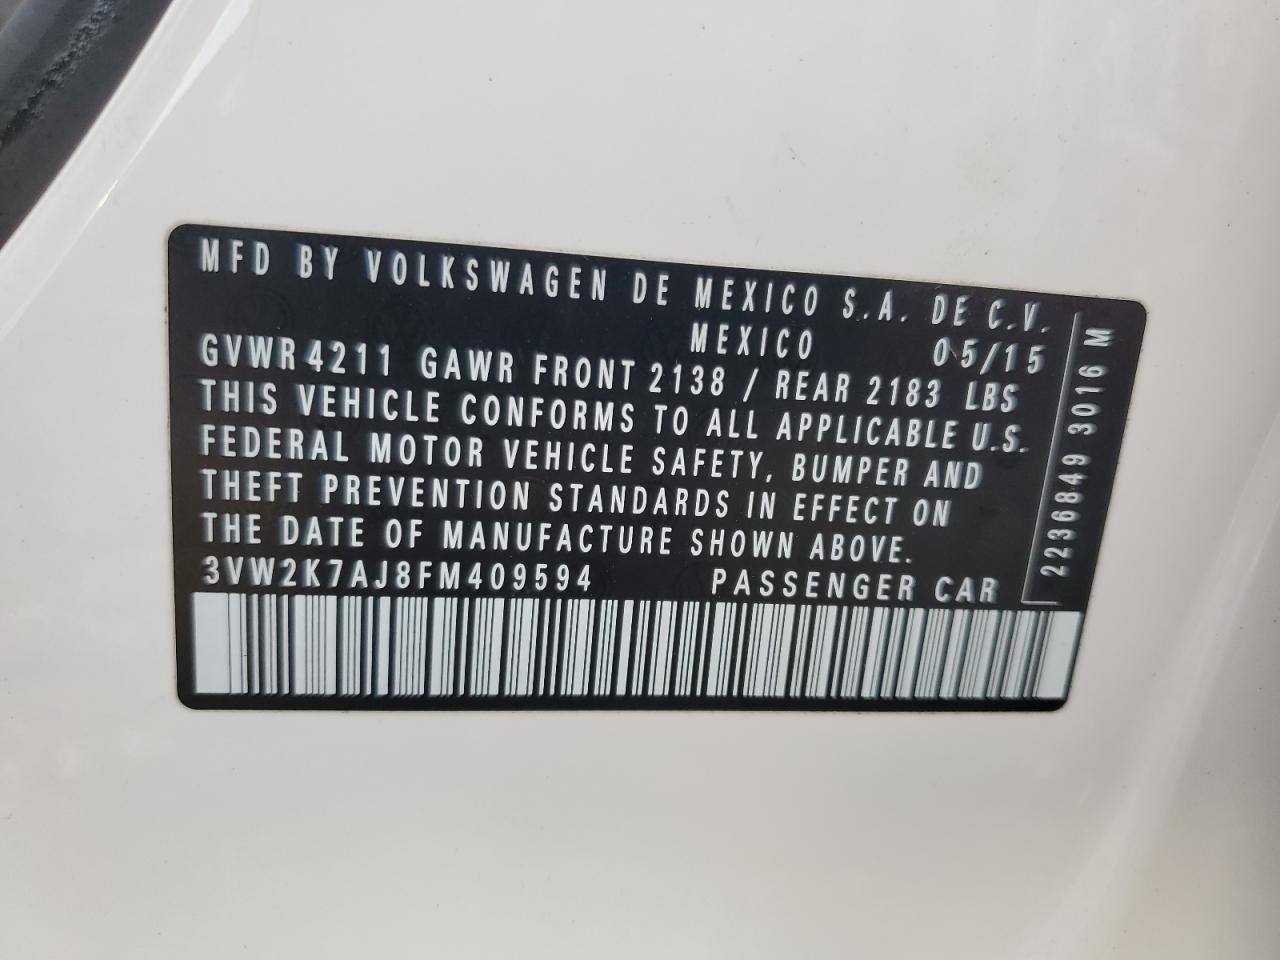 MFD BY VOLKSWAGEN DE MEXICO S.A. DE C.V.
MEXICO 05/15
GVWR 4211 GAWR FRONT 2138 / REAR 2183 LBS
THIS VEHICLE CONFORMS TO ALL APPLICABLE U.S.
FEDERAL MOTOR VEHICLE SAFETY, BUMPER AND
THEFT PREVENTION STANDARDS IN EFFECT ON
THE DATE OF MANUFACTURE SHOWN ABOVE.
3VW2K7AJ8FM409594 PASSENGER CAR
2236849 3016 M